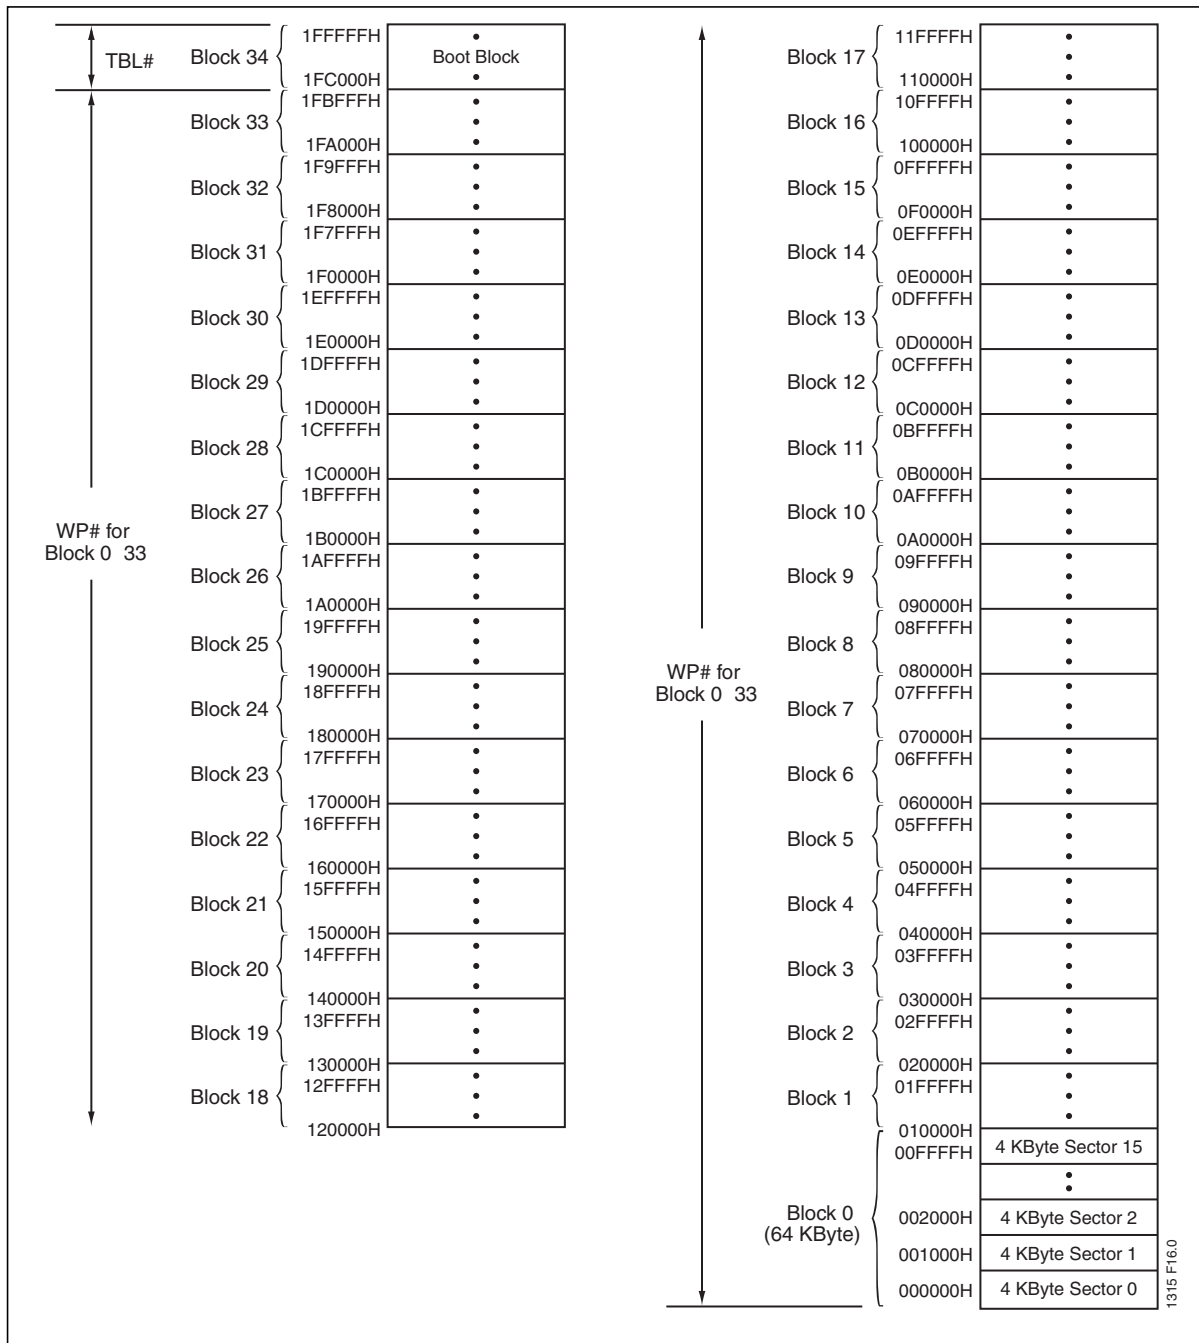 TBL#
Block 34
1FFFFFH
Boot Block
1FC000H
Block 33
1FBFFFH
1FA000H
Block 32
1F9FFFH
1F8000H
Block 31
1F7FFFH
1F0000H
Block 30
1EFFFFH
1E0000H
Block 29
1DFFFFH
1D0000H
Block 28
1CFFFFH
1C0000H
Block 27
1BFFFFH
1B0000H
WP# for
Block 0 33
Block 26
1AFFFFH
1A0000H
Block 25
19FFFFH
190000H
Block 24
18FFFFH
180000H
Block 23
17FFFFH
170000H
Block 22
16FFFFH
160000H
Block 21
15FFFFH
150000H
Block 20
14FFFFH
140000H
Block 19
13FFFFH
130000H
Block 18
12FFFFH
120000H
Block 17
11FFFFH
110000H
Block 16
10FFFFH
100000H
Block 15
0FFFFFH
0F0000H
Block 14
0EFFFFH
0E0000H
Block 13
0DFFFFH
0D0000H
Block 12
0CFFFFH
0C0000H
Block 11
0BFFFFH
0B0000H
Block 10
0AFFFFH
0A0000H
Block 9
09FFFFH
090000H
Block 8
08FFFFH
080000H
WP# for
Block 0 33
Block 7
07FFFFH
070000H
Block 6
06FFFFH
060000H
Block 5
05FFFFH
050000H
Block 4
04FFFFH
040000H
Block 3
03FFFFH
030000H
Block 2
02FFFFH
020000H
Block 1
01FFFFH
010000H
00FFFFH
4 KByte Sector 15
Block 0
(64 KByte)
002000H
4 KByte Sector 2
001000H
4 KByte Sector 1
000000H
4 KByte Sector 0
1315 F16.0